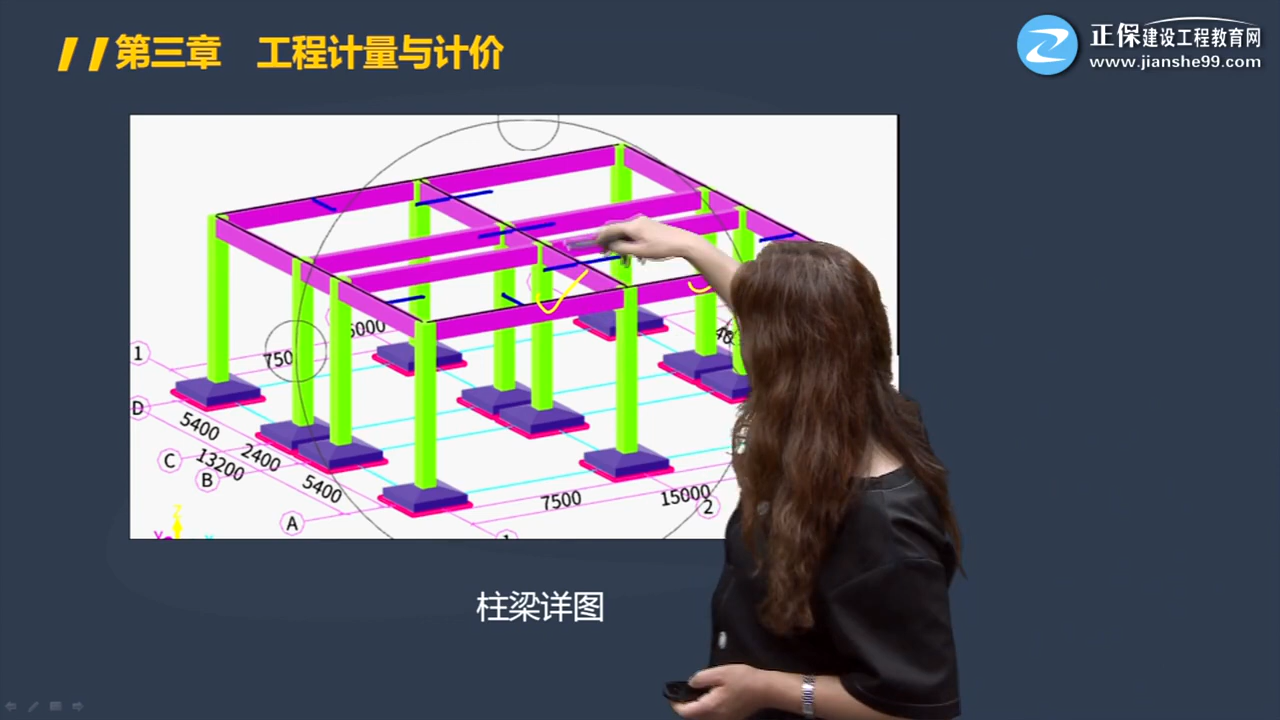 第三章 工程计量与计价
正保建设工程教育网
www.jianshe99.com
1
D
C
B
A
5400
13200
2400
5400
6000
7500
15000
2
Z
柱梁详图